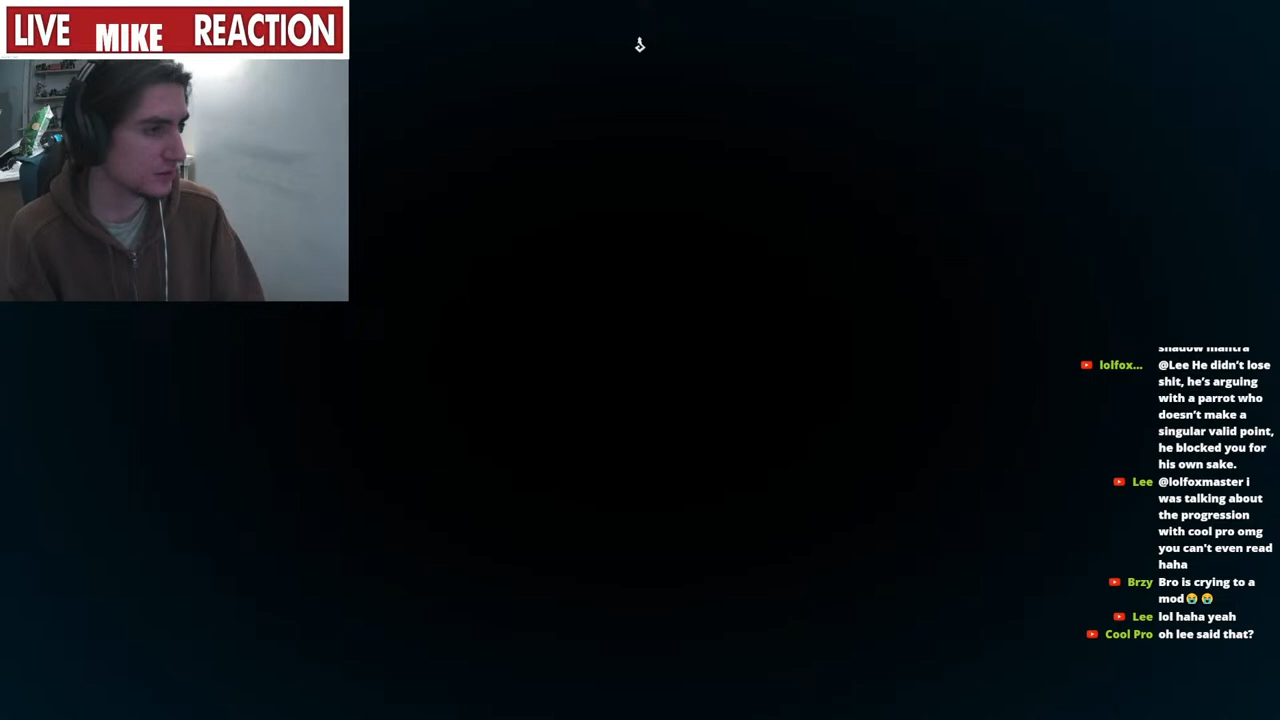 LIVE MIKE REACTION
shadow mantra
lolfox... @Lee He didn't lose
shit, he's arguing
with a parrot who
doesn't make a
singular valid point,
he blocked you for
his own sake.
Lee @lolfoxmaster i
was talking about
the progression
with cool pro omg
you can't even read
haha
Brzy Bro is crying to a
mod😭😭
Lee lol haha yeah
Cool Pro oh lee said that?